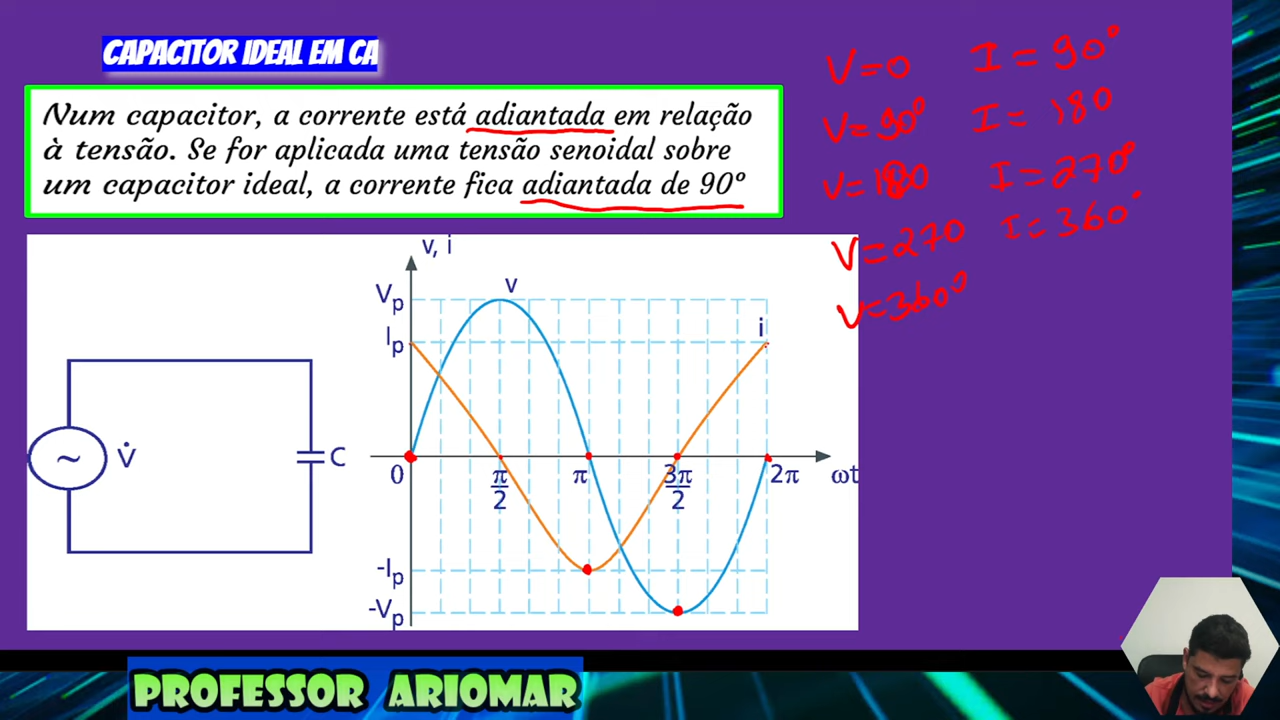 CAPACITOR IDEAL EM CA
Num capacitor, a corrente está adiantada em relação
à tensão. Se for aplicada uma tensão senoidal sobre
um capacitor ideal, a corrente fica adiantada de 90°
V=0 I=90°
V=90° I=180
V=180 I=270°
V=270 I=360°
V=360°
v, i
Vp
v
Ip
i
~
V̇
C
0
π/2
π
3π/2
2π
ωt
-Ip
-Vp
PROFESSOR ARIOMAR